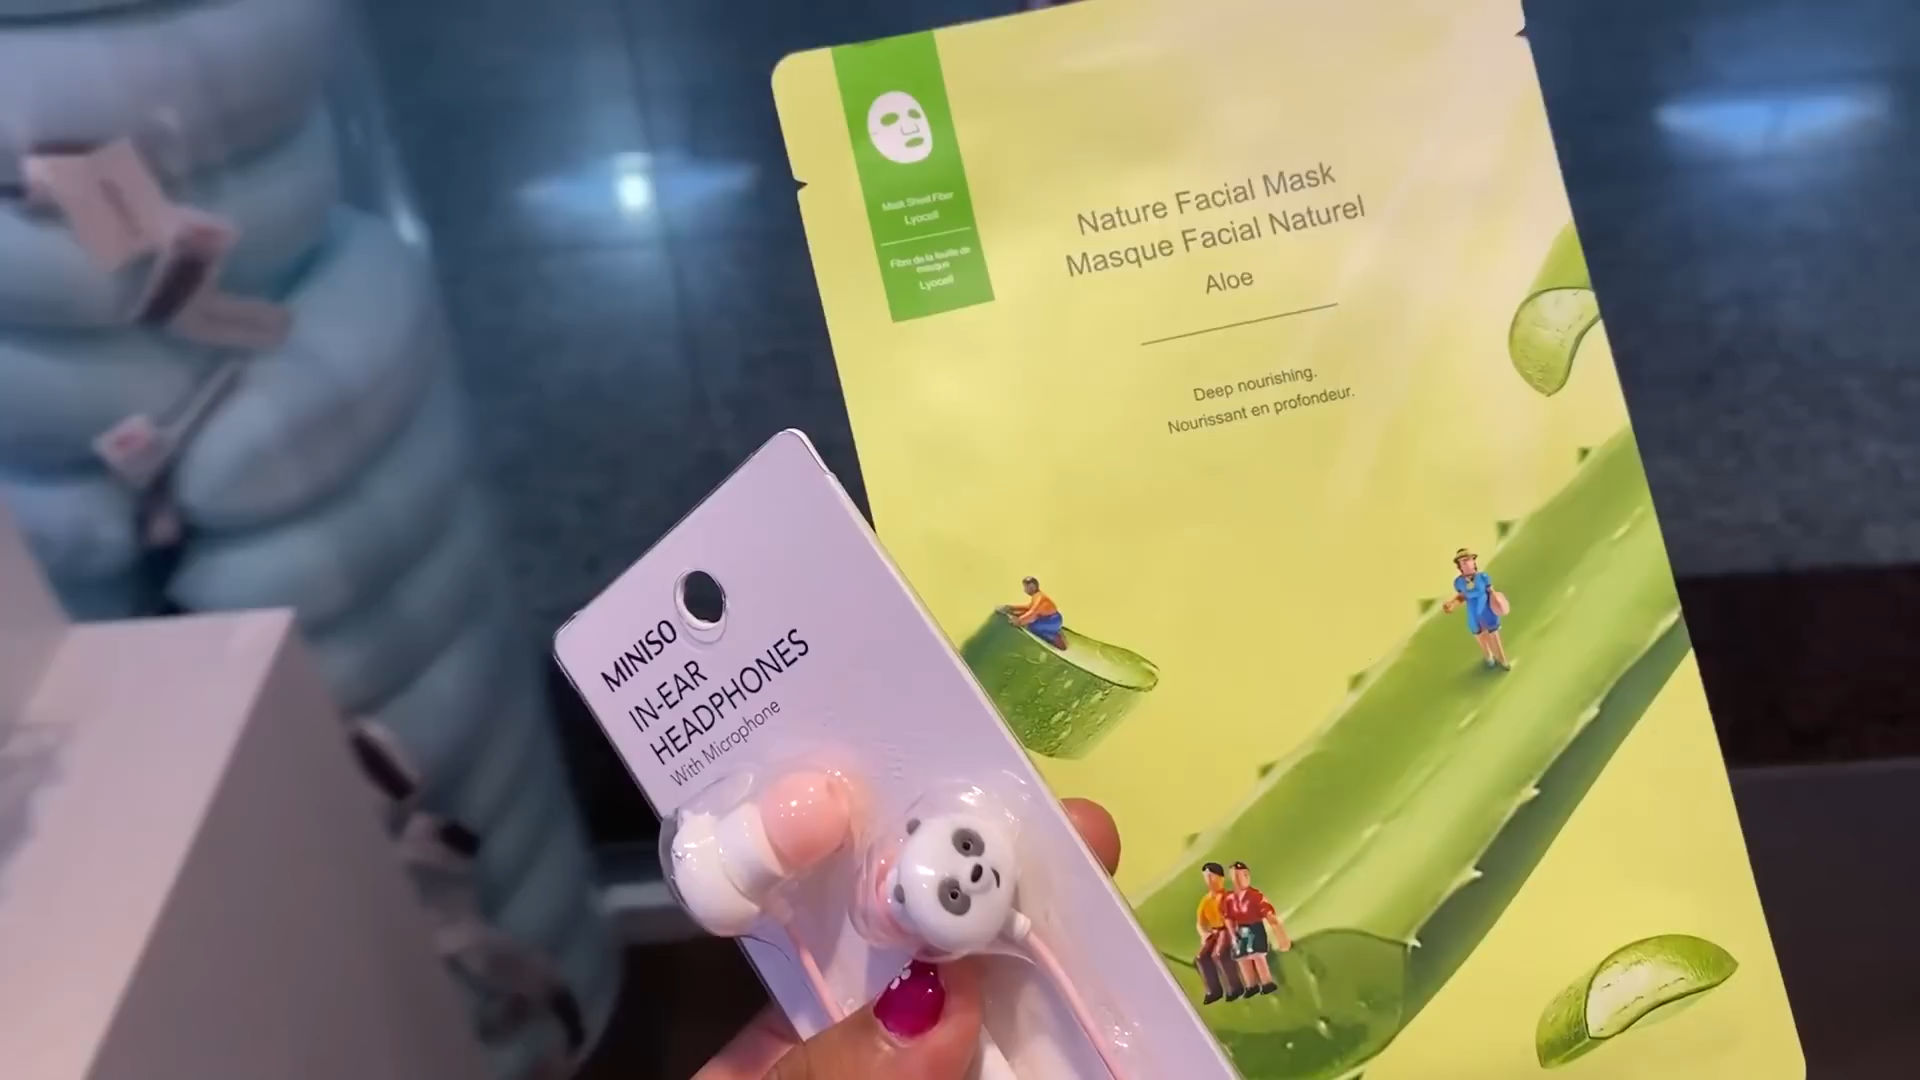 Mask Sheet Fiber
Lyocell
Fibre de la feuille de
masque
Lyocell
Nature Facial Mask
Masque Facial Naturel
Aloe
Deep nourishing.
Nourissant en profondeur.
MINISO
IN-EAR
HEADPHONES
With Microphone